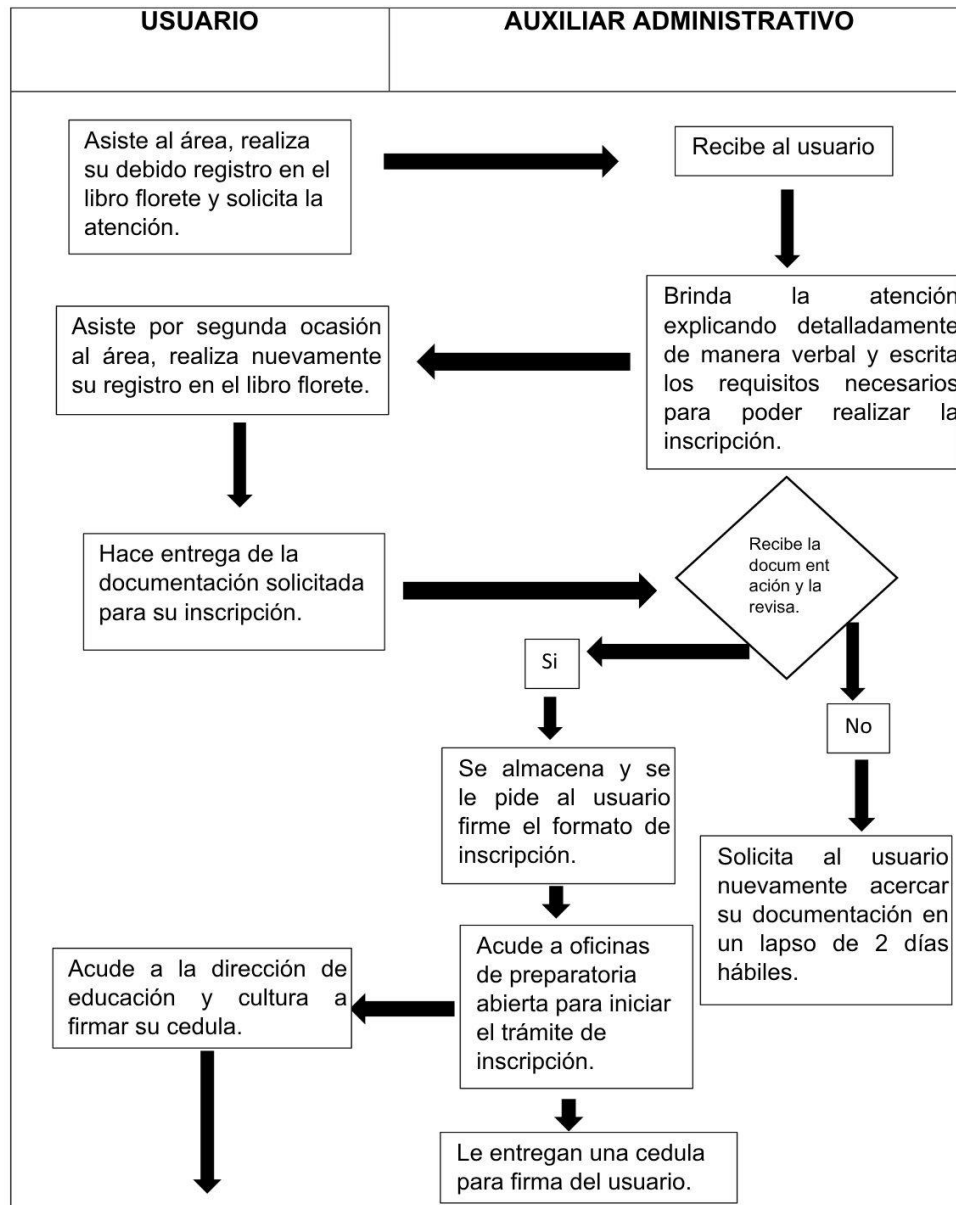 USUARIO
AUXILIAR ADMINISTRATIVO
Asiste al área, realiza
su debido registro en el
libro florete y solicita la
atención.
Recibe al usuario
Brinda la atención
explicando detalladamente
de manera verbal y escrita
los requisitos necesarios
para poder realizar la
inscripción.
Asiste por segunda ocasión
al área, realiza nuevamente
su registro en el libro florete.
Hace entrega de la
documentación solicitada
para su inscripción.
Recibe la
docum ent
ación y la
revisa.
Si
No
Se almacena y se
le pide al usuario
firme el formato de
inscripción.
Solicita al usuario
nuevamente acercar
su documentación en
un lapso de 2 días
hábiles.
Acude a oficinas
de preparatoria
abierta para iniciar
el trámite de
inscripción.
Acude a la dirección de
educación y cultura a
firmar su cedula.
Le entregan una cedula
para firma del usuario.